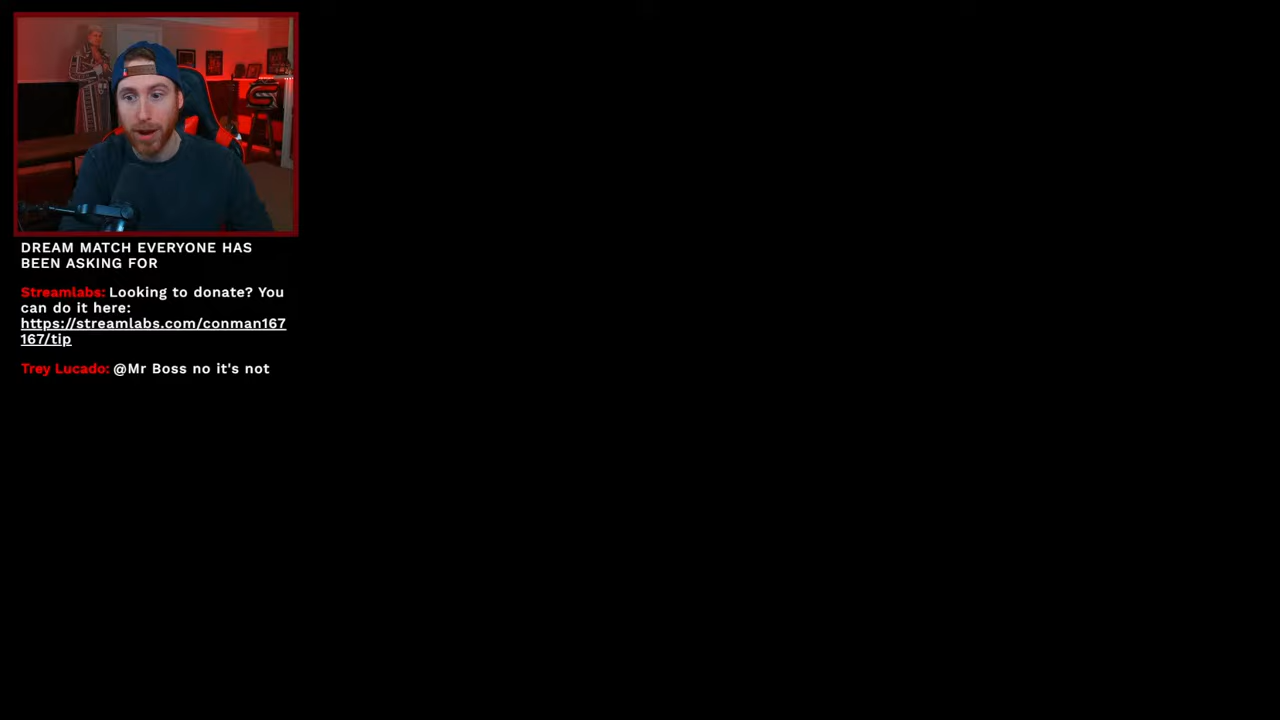 DREAM MATCH EVERYONE HAS
BEEN ASKING FOR
Streamlabs: Looking to donate? You
can do it here:
https://streamlabs.com/conman167
167/tip
Trey Lucado: @Mr Boss no it's not